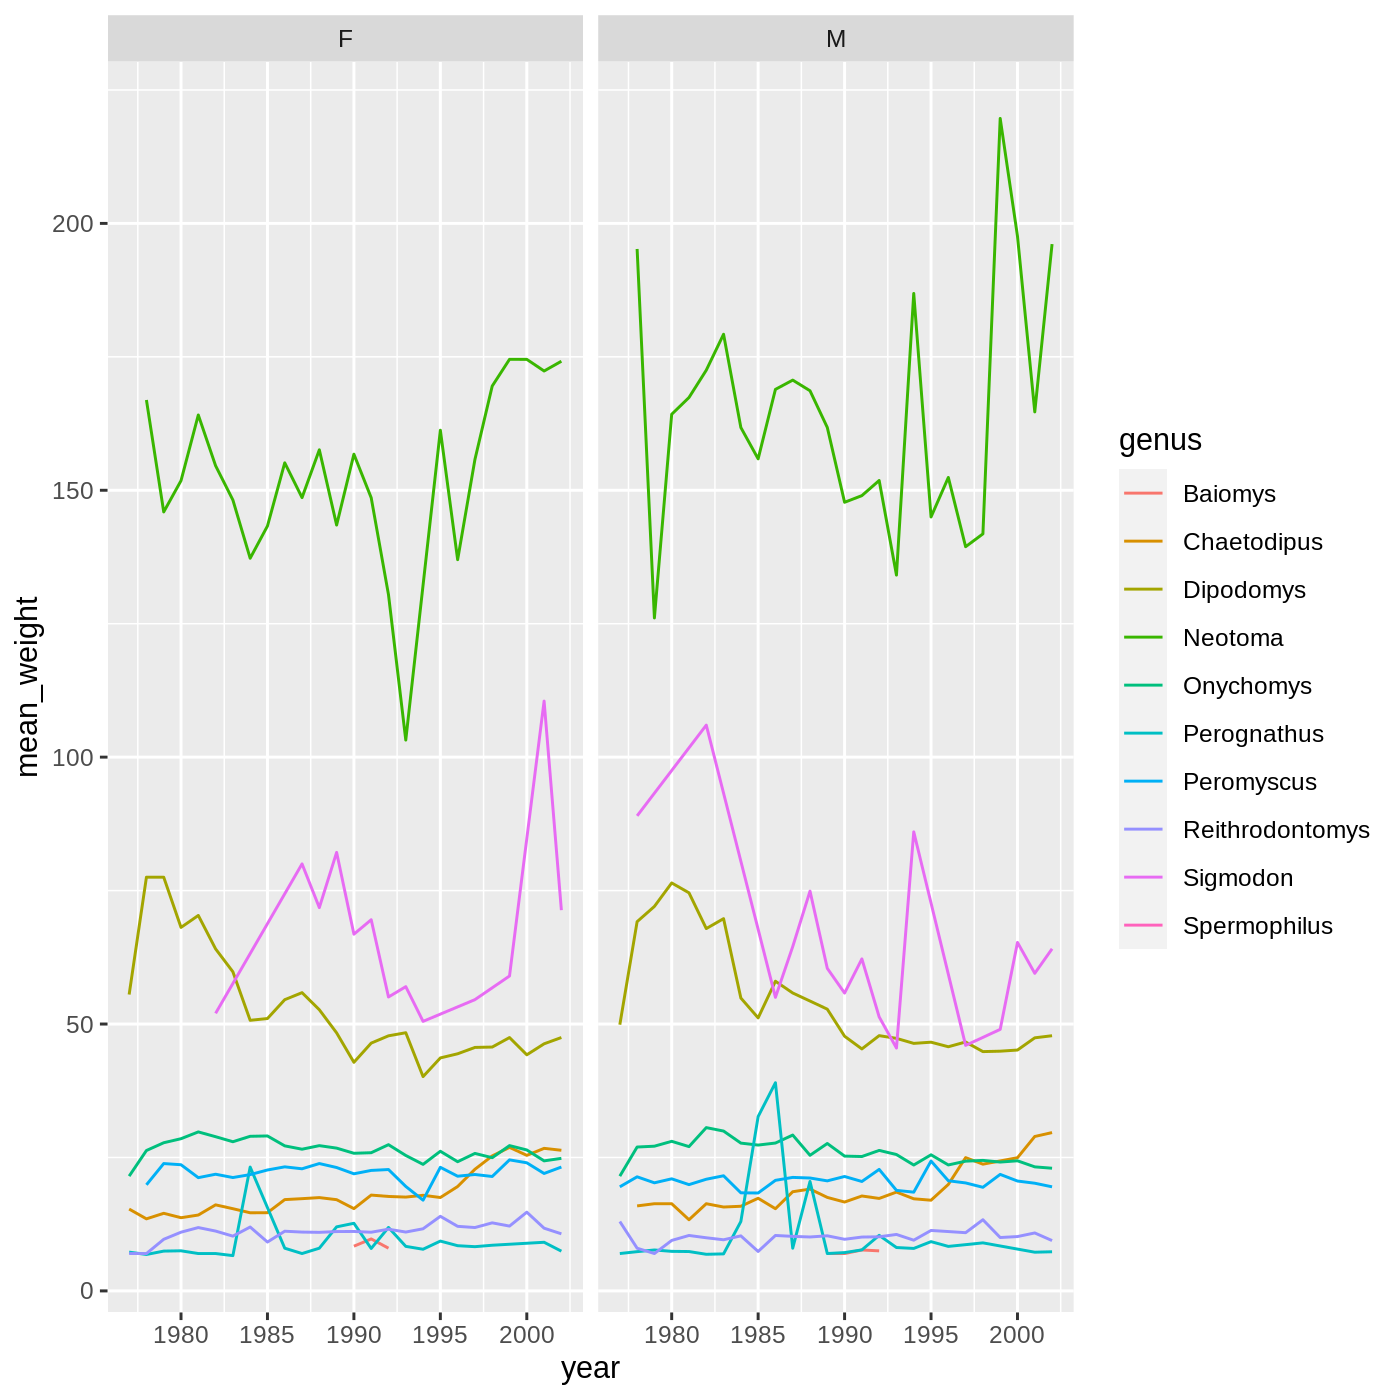 F
M
200
150
100
50
0
mean_weight
1980 1985 1990 1995 2000
1980 1985 1990 1995 2000
year
genus
Baiomys
Chaetodipus
Dipodomys
Neotoma
Onychomys
Perognathus
Peromyscus
Reithrodontomys
Sigmodon
Spermophilus